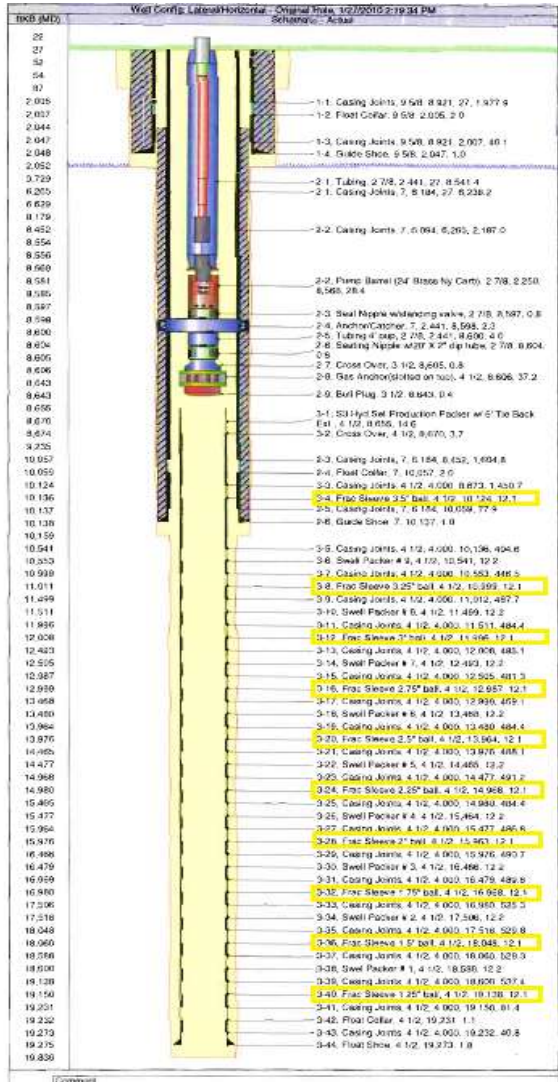 Well Config: Lateral/Horizontal - Original Hole, 1/27/2010 2:19:34 PM
ftKB (MD)
Schematic - Actual
22
27
52
54
87
2,005
2,007
2,044
2,047
2,048
2,052
3,729
6,265
6,629
8,179
8,452
8,554
8,556
8,568
8,581
8,585
8,597
8,598
8,600
8,604
8,605
8,606
8,643
8,643
8,655
8,670
8,674
9,235
10,057
10,059
10,124
10,136
10,137
10,138
10,159
10,541
10,553
10,999
11,011
11,499
11,511
11,996
12,008
12,493
12,505
12,987
12,999
13,468
13,480
13,964
13,976
14,465
14,477
14,968
14,980
15,465
15,477
15,964
15,976
16,466
16,479
16,969
16,980
17,506
17,518
18,048
18,060
18,588
18,600
19,138
19,150
19,231
19,232
19,273
19,275
19,836
1-1, Casing Joints, 9 5/8, 8.921, 27, 1,977.9
1-2, Float Collar, 9 5/8, 2,005, 2.0
1-3, Casing Joints, 9 5/8, 8.921, 2,007, 40.1
1-4, Guide Shoe, 9 5/8, 2,047, 1.0
2-1, Tubing, 2 7/8, 2.441, 27, 8,541.4
2-1, Casing Joints, 7, 6.184, 27, 6,238.2
2-2, Casing Joints, 7, 6.094, 6,265, 2,187.0
2-2, Pump Barrel (24' Brass Ny Carb), 2 7/8, 2.250,
8,568, 28.4
2-3, Seal Nipple w/standing valve, 2 7/8, 8,597, 0.8
2-4, Anchor/Catcher, 7, 2.441, 8,598, 2.3
2-5, Tubing 4' sup, 2 7/8, 2.441, 8,600, 4.0
2-6, Seating Nipple w/20' X 2" dip tube, 2 7/8, 8,604,
0.8
2-7, Cross Over, 3 1/2, 8,605, 0.8
2-8, Gas Anchor(slotted on top), 4 1/2, 8,606, 37.2
2-9, Bull Plug, 3 1/2, 8,643, 0.4
3-1, S3 Hyd Set Production Packer w/ 6' Tie Back
Ext., 4 1/2, 8,655, 14.6
3-2, Cross Over, 4 1/2, 8,670, 3.7
2-3, Casing Joints, 7, 6.184, 8,452, 1,604.8
2-4, Float Collar, 7, 10,057, 2.0
3-3, Casing Joints, 4 1/2, 4.000, 8,673, 1,450.7
3-4, Frac Sleeve 3.5" ball, 4 1/2, 10,124, 12.1
2-5, Casing Joints, 7, 6.184, 10,059, 77.9
2-6, Guide Shoe, 7, 10,137, 1.0
3-5, Casing Joints, 4 1/2, 4.000, 10,136, 404.6
3-6, Swell Packer # 9, 4 1/2, 10,541, 12.2
3-7, Casing Joints, 4 1/2, 4.000, 10,553, 446.5
3-8, Frac Sleeve 3.25" ball, 4 1/2, 10,999, 12.1
3-9, Casing Joints, 4 1/2, 4.000, 11,012, 487.7
3-10, Swell Packer # 8, 4 1/2, 11,499, 12.2
3-11, Casing Joints, 4 1/2, 4.000, 11,511, 484.4
3-12, Frac Sleeve 3" ball, 4 1/2, 11,996, 12.1
3-13, Casing Joints, 4 1/2, 4.000, 12,008, 485.1
3-14, Swell Packer # 7, 4 1/2, 12,493, 12.2
3-15, Casing Joints, 4 1/2, 4.000, 12,505, 481.3
3-16, Frac Sleeve 2.75" ball, 4 1/2, 12,987, 12.1
3-17, Casing Joints, 4 1/2, 4.000, 12,999, 469.1
3-18, Swell Packer # 6, 4 1/2, 13,468, 12.2
3-19, Casing Joints, 4 1/2, 4.000, 13,480, 484.4
3-20, Frac Sleeve 2.5" ball, 4 1/2, 13,964, 12.1
3-21, Casing Joints, 4 1/2, 4.000, 13,976, 488.1
3-22, Swell Packer # 5, 4 1/2, 14,465, 12.2
3-23, Casing Joints, 4 1/2, 4.000, 14,477, 491.2
3-24, Frac Sleeve 2.25" ball, 4 1/2, 14,968, 12.1
3-25, Casing Joints, 4 1/2, 4.000, 14,980, 484.4
3-26, Swell Packer # 4, 4 1/2, 15,464, 12.2
3-27, Casing Joints, 4 1/2, 4.000, 15,477, 486.8
3-28, Frac Sleeve 2" ball, 4 1/2, 15,963, 12.1
3-29, Casing Joints, 4 1/2, 4.000, 15,976, 490.7
3-30, Swell Packer # 3, 4 1/2, 16,466, 12.2
3-31, Casing Joints, 4 1/2, 4.000, 16,479, 489.8
3-32, Frac Sleeve 1.75" ball, 4 1/2, 16,968, 12.1
3-33, Casing Joints, 4 1/2, 4.000, 16,980, 525.3
3-34, Swell Packer # 2, 4 1/2, 17,506, 12.2
3-35, Casing Joints, 4 1/2, 4.000, 17,518, 529.8
3-36, Frac Sleeve 1.5" ball, 4 1/2, 18,048, 12.1
3-37, Casing Joints, 4 1/2, 4.000, 18,060, 528.3
3-38, Swell Packer # 1, 4 1/2, 18,588, 12.2
3-39, Casing Joints, 4 1/2, 4.000, 18,600, 537.4
3-40, Frac Sleeve 1.25" ball, 4 1/2, 19,138, 12.1
3-41, Casing Joints, 4 1/2, 4.000, 19,150, 81.4
3-42, Float Collar, 4 1/2, 19,231, 1.1
3-43, Casing Joints, 4 1/2, 4.000, 19,232, 40.8
3-44, Float Shoe, 4 1/2, 19,273, 1.8
Comment